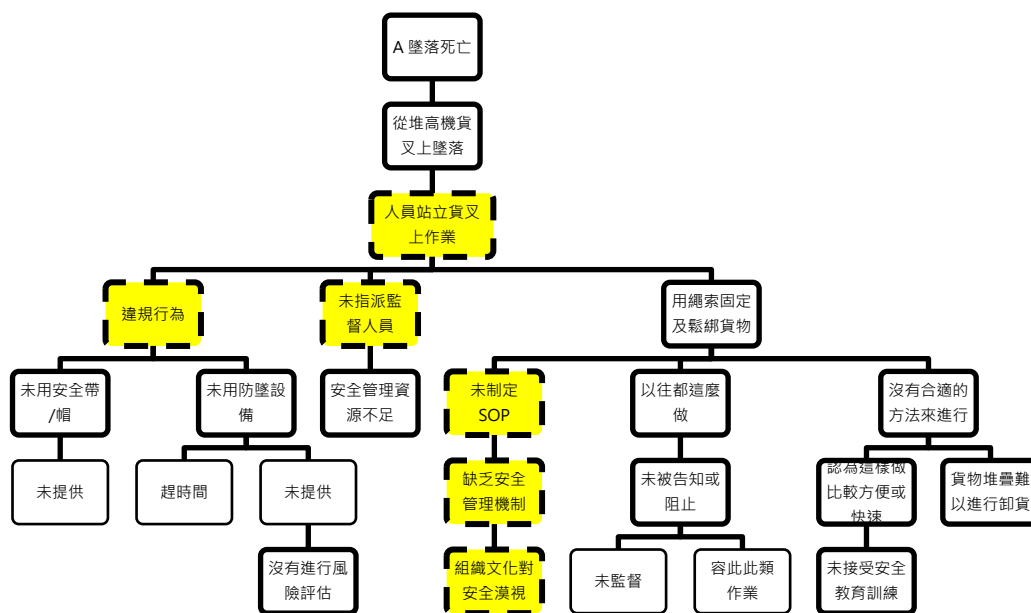 A 墜落死亡
從堆高機貨
叉上墜落
人員站立貨叉
上作業
違規行為
未指派監
督人員
用繩索固定
及鬆綁貨物
未用安全帶
/帽
未用防墜設
備
安全管理資
源不足
未制定
SOP
以往都這麼
做
沒有合適的
方法來進行
未提供
趕時間
未提供
缺乏安全
管理機制
未被告知或
阻止
認為這樣做
比較方便或
快速
貨物堆疊難
以進行卸貨
沒有進行風
險評估
組織文化對
安全漠視
未監督
容此此類
作業
未接受安全
教育訓練